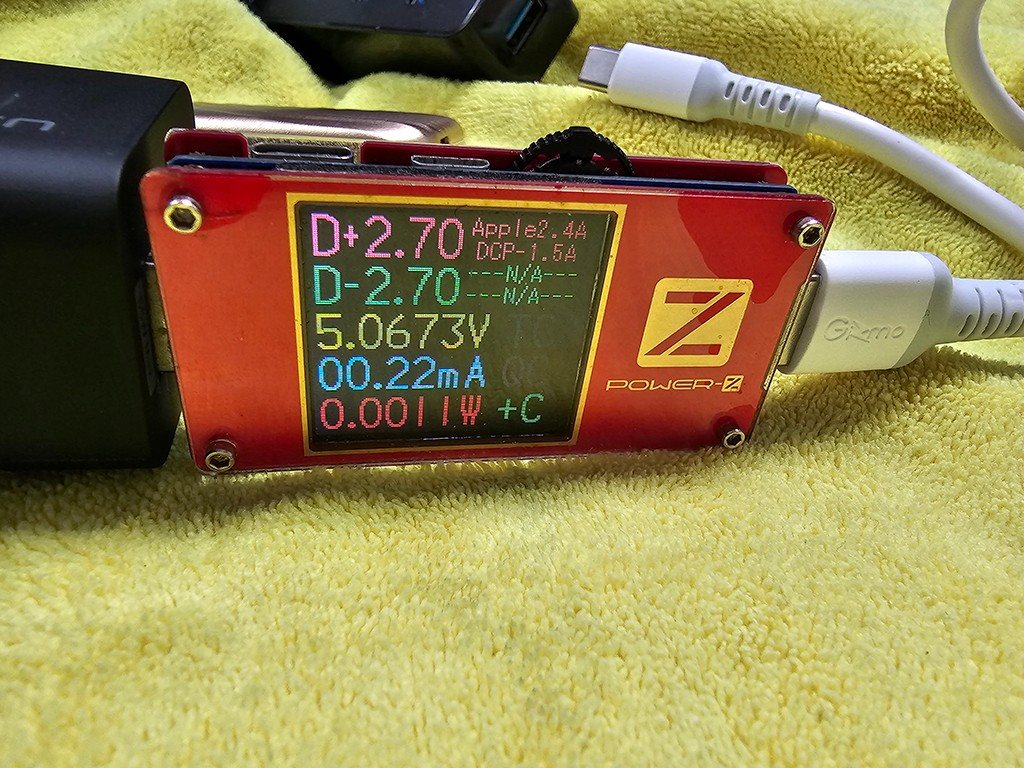 D+2.70 Apple2.4A
DCP-1.5A
D-2.70 ---N/A---
---N/A---
5.0673V
00.22mA
0.0011W +C
Z
POWER-Z
Gizmo